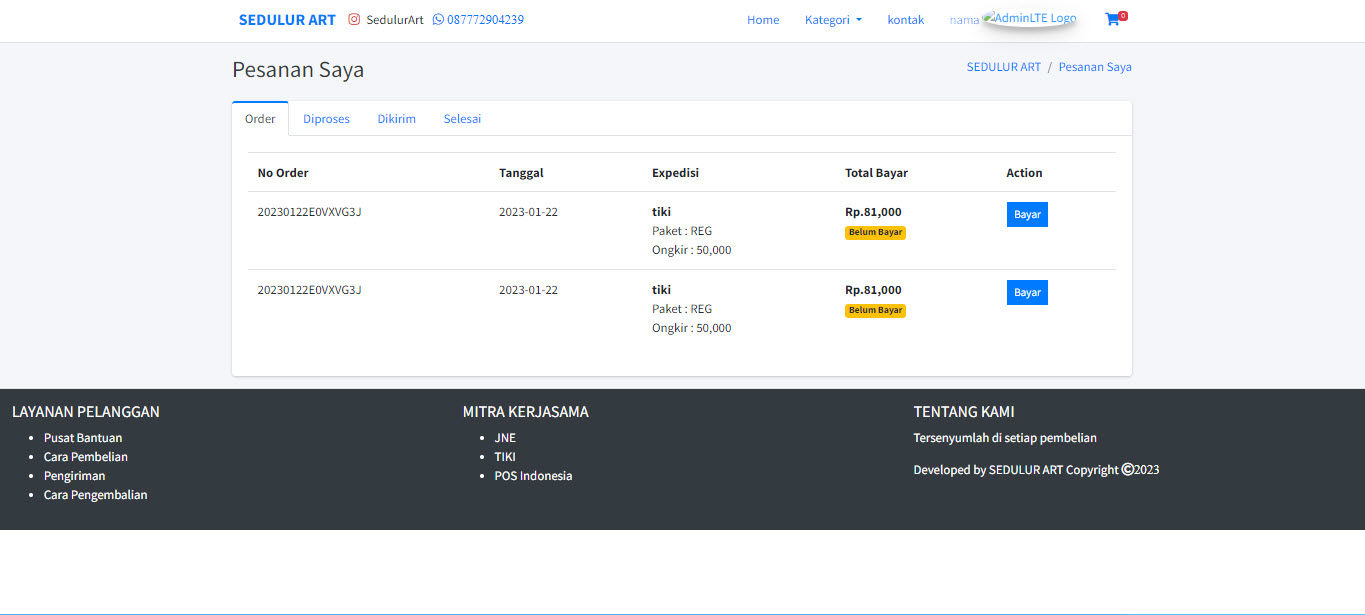 SEDULUR ART SedulurArt 087772904239 Home Kategori kontak nama AdminLTE Logo 0
Pesanan Saya SEDULUR ART / Pesanan Saya
Order Diproses Dikirim Selesai
No Order Tanggal Expedisi Total Bayar Action
20230122E0VXVG3J 2023-01-22 tiki Rp.81,000 Bayar
Paket : REG Belum Bayar
Ongkir : 50,000
20230122E0VXVG3J 2023-01-22 tiki Rp.81,000 Bayar
Paket : REG Belum Bayar
Ongkir : 50,000
LAYANAN PELANGGAN
Pusat Bantuan
Cara Pembelian
Pengiriman
Cara Pengembalian
MITRA KERJASAMA
JNE
TIKI
POS Indonesia
TENTANG KAMI
Tersenyumlah di setiap pembelian
Developed by SEDULUR ART Copyright ©2023